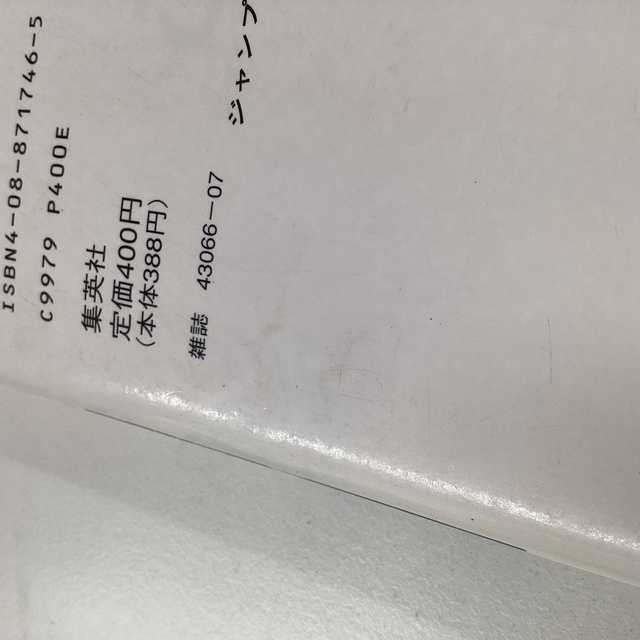 ISBN4-08-871746-5
C9979 P400E
集英社
定価400円
(本体388円)
雑誌 43066-07
ジャンプ